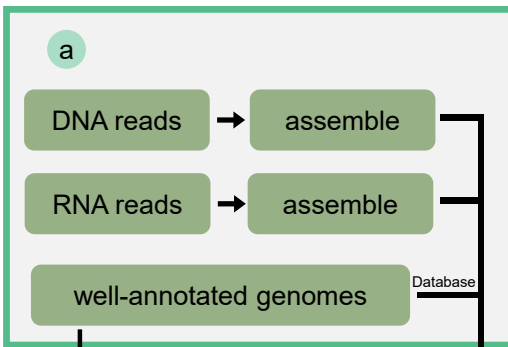 a
DNA reads
assemble
RNA reads
assemble
well-annotated genomes
Database